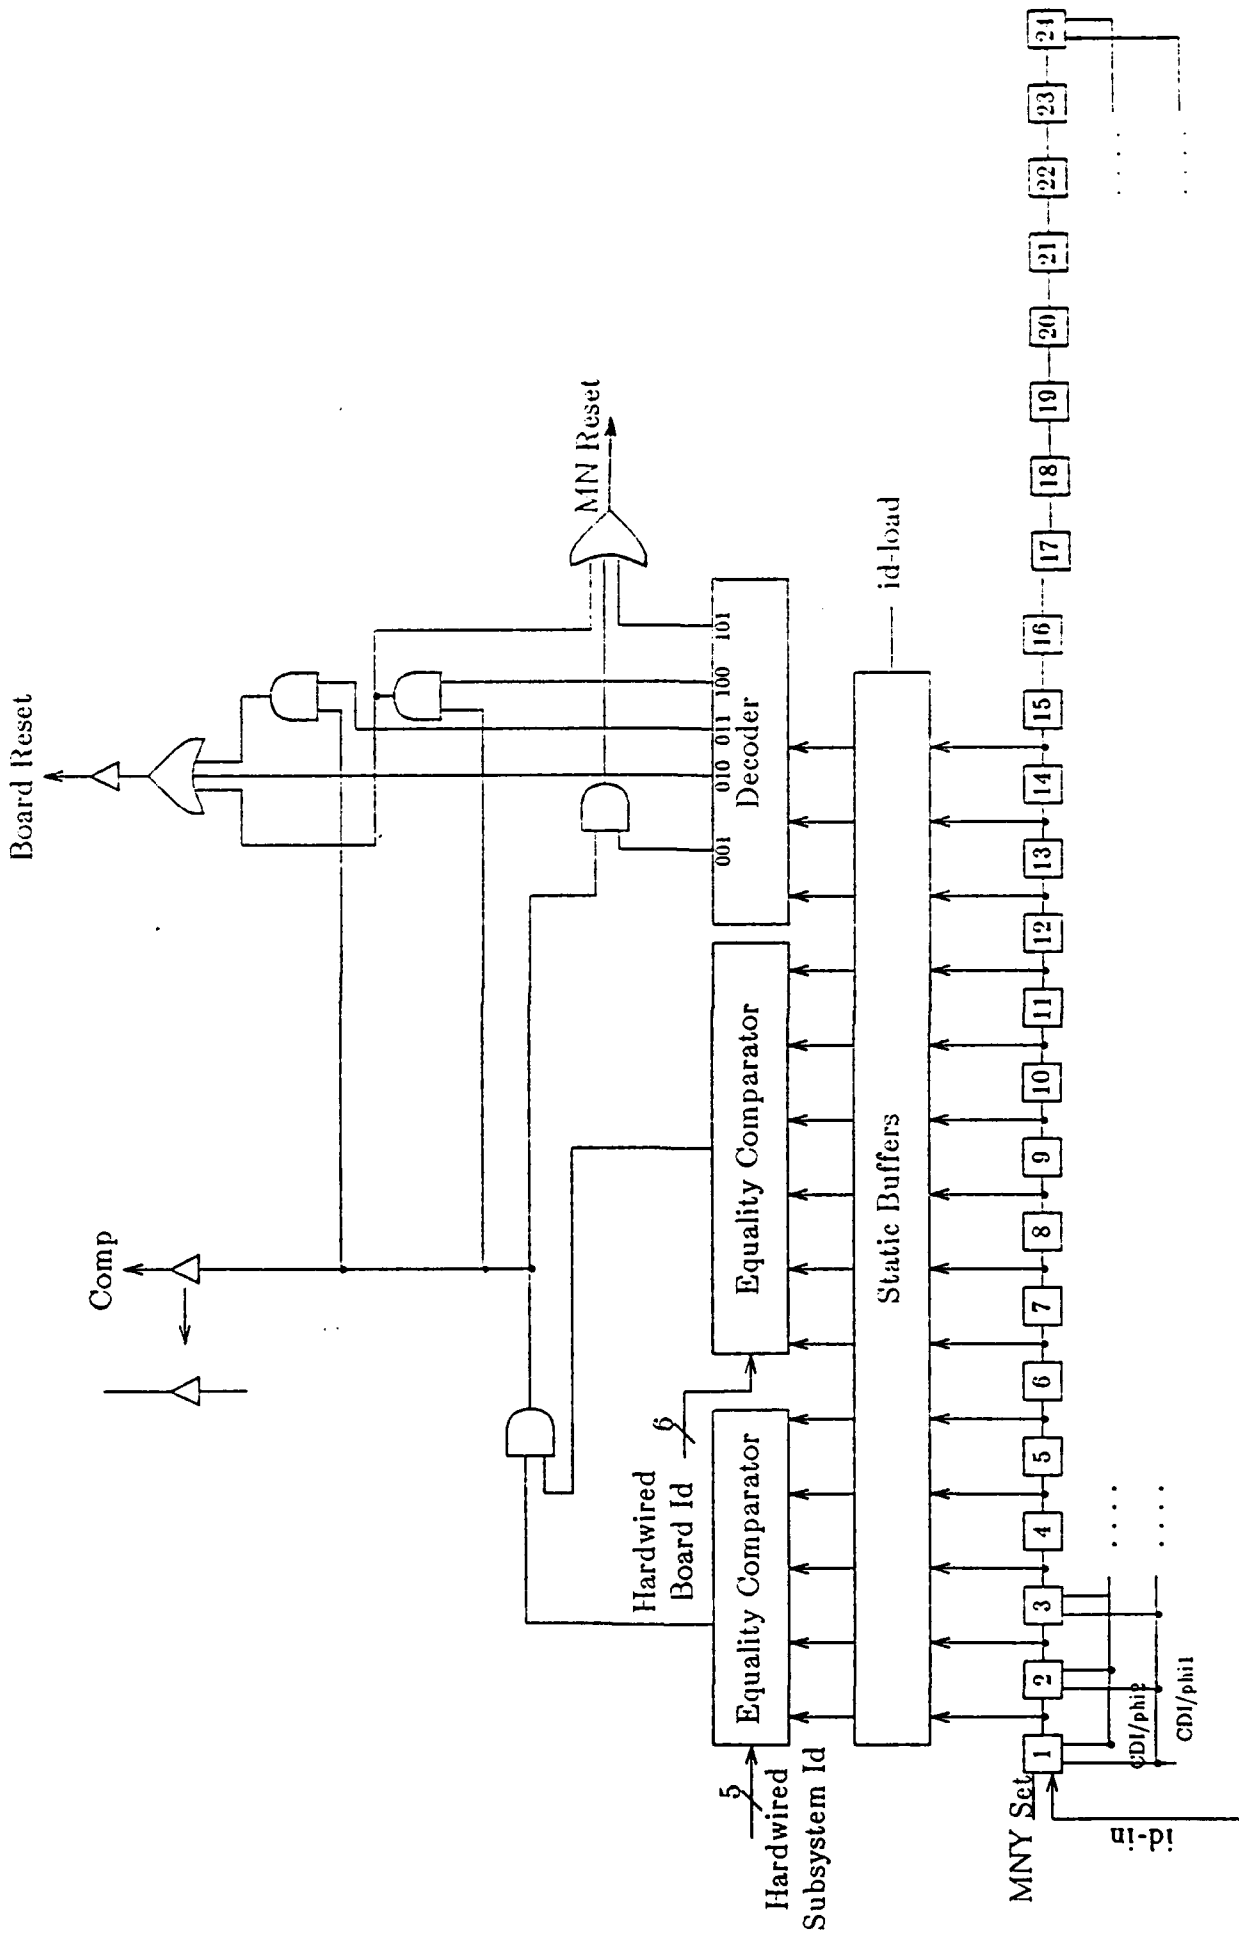 Board Reset
Comp
MN Reset
001
010
011
100
101
Decoder
Equality Comparator
Equality Comparator
6
Hardwired
Board Id
5
Hardwired
Subsystem Id
Static Buffers
id-load
MNY Set
id-in
1
2
3
4
5
6
7
8
9
10
11
12
13
14
15
16
17
18
19
20
21
22
23
24
CDI/phi2
CDI/phi1